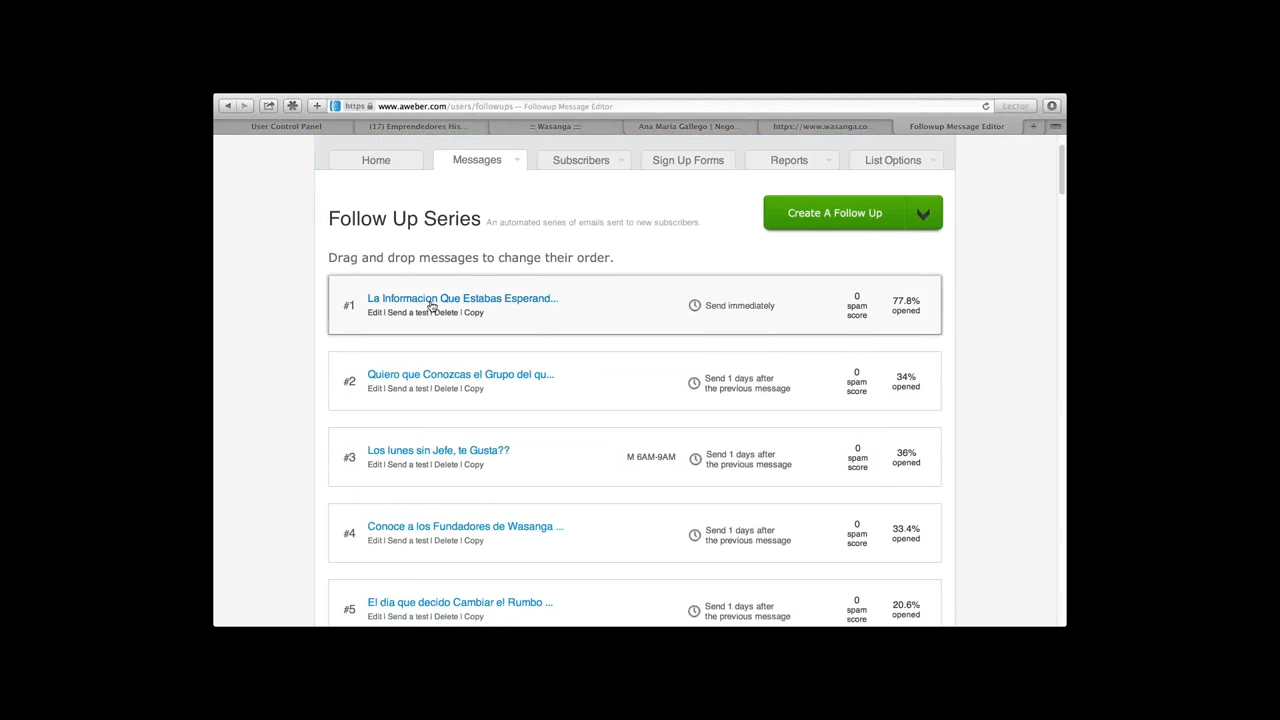 https www.aweber.com/users/followups — Followup Message Editor Lector
User Control Panel (17) Emprendedores His... ::: Wasanga ::: Ana Maria Gallego | Nego... https://www.wasanga.co... Followup Message Editor
Home Messages Subscribers Sign Up Forms Reports List Options
Follow Up Series An automated series of emails sent to new subscribers.
Create A Follow Up
Drag and drop messages to change their order.
#1 La Informacion Que Estabas Esperand...
Edit | Send a test | Delete | Copy
Send immediately
0 spam score
77.8% opened
#2 Quiero que Conozcas el Grupo del qu...
Edit | Send a test | Delete | Copy
Send 1 days after
the previous message
0 spam score
34% opened
#3 Los lunes sin Jefe, te Gusta??
Edit | Send a test | Delete | Copy
M 6AM-9AM
Send 1 days after
the previous message
0 spam score
36% opened
#4 Conoce a los Fundadores de Wasanga ...
Edit | Send a test | Delete | Copy
Send 1 days after
the previous message
0 spam score
33.4% opened
#5 El dia que decido Cambiar el Rumbo ...
Edit | Send a test | Delete | Copy
Send 1 days after
the previous message
0 spam score
20.6% opened